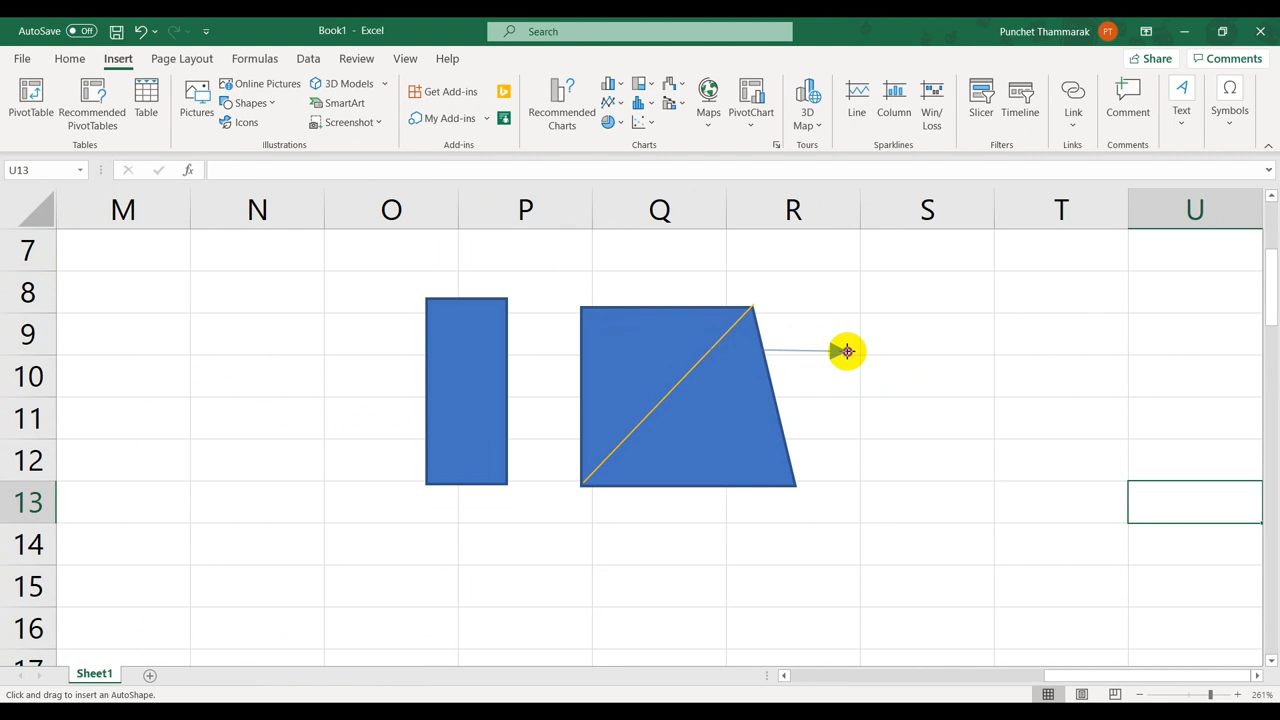 AutoSave Off Book1 - Excel Search Punchet Thammarak PT
File Home Insert Page Layout Formulas Data Review View Help Share Comments
PivotTable
Recommended
PivotTables
Table
Tables
Pictures
Online Pictures
Shapes
Icons
3D Models
SmartArt
Screenshot
Illustrations
Get Add-ins
My Add-ins
Add-ins
Recommended
Charts
Maps
PivotChart
Charts
3D
Map
Tours
Line
Column
Win/
Loss
Sparklines
Slicer
Timeline
Filters
Link
Links
Comment
Comments
Text
Symbols
U13 fx
M N O P Q R S T U
7
8
9
10
11
12
13
14
15
16
17
Sheet1
Click and drag to insert an AutoShape. 261%